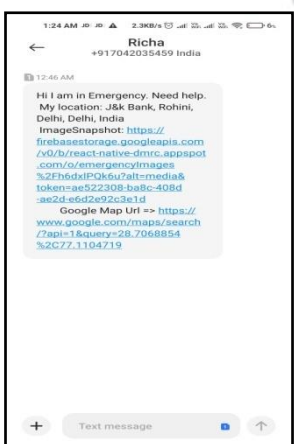 1:24 AM
2.3KB/s
Richa
+917042035459 India
12:46 AM
Hi I am in Emergency. Need help.
My location: J&k Bank, Rohini,
Delhi, Delhi, India
ImageSnapshot: https://
firebasestorage.googleapis.com
/v0/b/react-native-dmrc.appspot
.com/o/emergencyImages
%2Fh6dxlPQk6u?alt=media&
token=ae522308-ba8c-408d
-ae2d-e6d2e92c3e1d
Google Map Url => https://
www.google.com/maps/search
/?api=1&query=28.7068854
%2C77.1104719
Text message